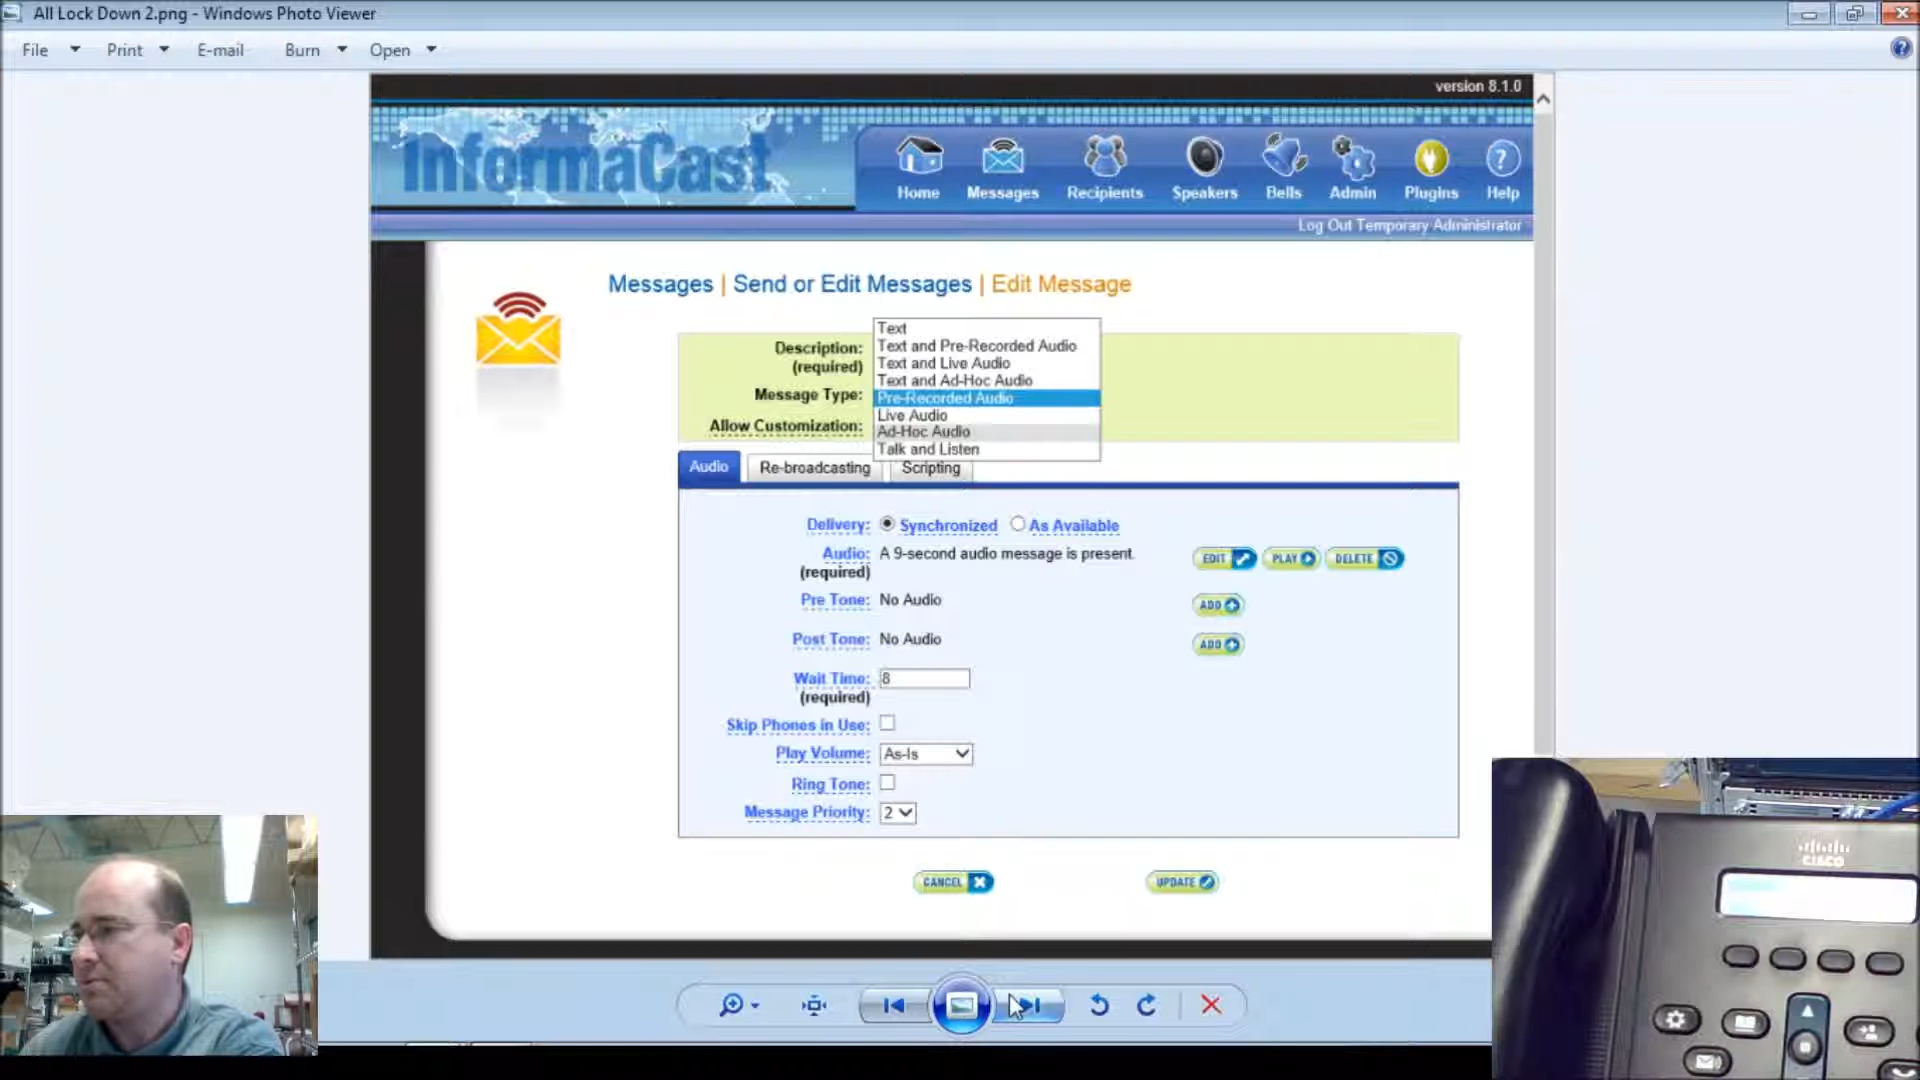 All Lock Down 2.png - Windows Photo Viewer
File Print E-mail Burn Open
version 8.1.0
InformaCast
Home Messages Recipients Speakers Bells Admin Plugins Help
Log Out Temporary Administrator
Messages | Send or Edit Messages | Edit Message
Description:
(required)
Message Type:
Allow Customization:
Text
Text and Pre-Recorded Audio
Text and Live Audio
Text and Ad-Hoc Audio
Pre-Recorded Audio
Live Audio
Ad-Hoc Audio
Talk and Listen
Audio Re-broadcasting Scripting
Delivery: Synchronized As Available
Audio: A 9-second audio message is present. EDIT PLAY DELETE
(required)
Pre Tone: No Audio ADD
Post Tone: No Audio ADD
Wait Time: 8
(required)
Skip Phones in Use:
Play Volume: As-Is
Ring Tone:
Message Priority: 2
CANCEL UPDATE
CISCO